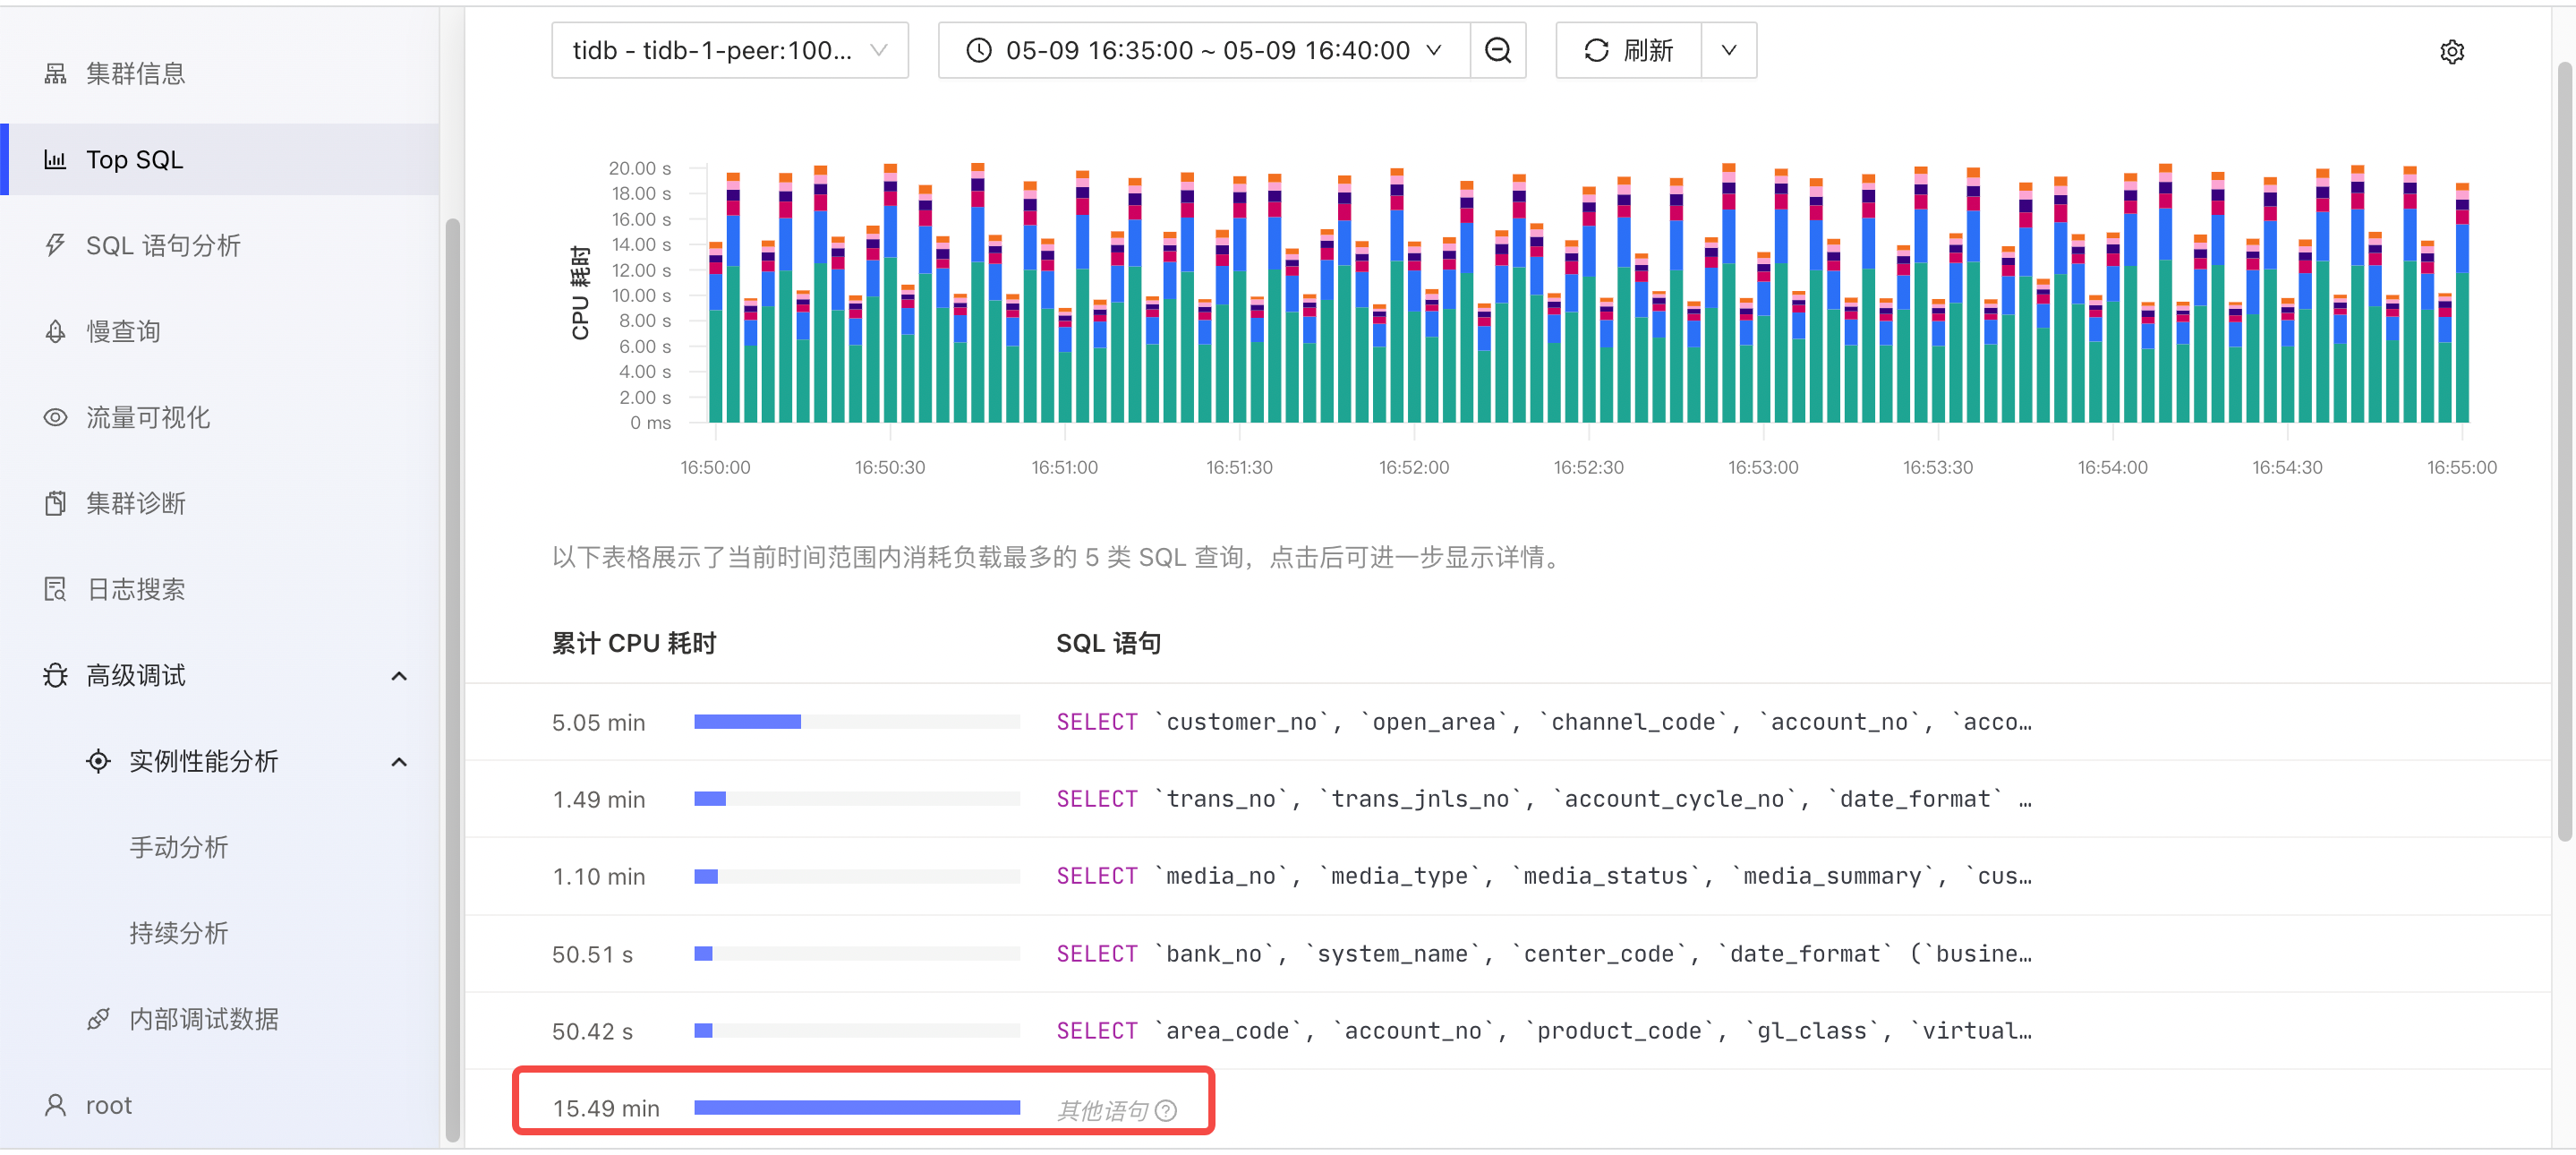 集群信息
Top SQL
SQL 语句分析
慢查询
流量可视化
集群诊断
日志搜索
高级调试
实例性能分析
手动分析
持续分析
内部调试数据
root
tidb - tidb-1-peer:100...
05-09 16:35:00 ~ 05-09 16:40:00
刷新
CPU 耗时
20.00 s
18.00 s
16.00 s
14.00 s
12.00 s
10.00 s
8.00 s
6.00 s
4.00 s
2.00 s
0 ms
16:50:00 16:50:30 16:51:00 16:51:30 16:52:00 16:52:30 16:53:00 16:53:30 16:54:00 16:54:30 16:55:00
以下表格展示了当前时间范围内消耗负载最多的 5 类 SQL 查询，点击后可进一步显示详情。
累计 CPU 耗时 SQL 语句
5.05 min SELECT `customer_no`, `open_area`, `channel_code`, `account_no`, `acco…
1.49 min SELECT `trans_no`, `trans_jnls_no`, `account_cycle_no`, `date_format` …
1.10 min SELECT `media_no`, `media_type`, `media_status`, `media_summary`, `cus…
50.51 s SELECT `bank_no`, `system_name`, `center_code`, `date_format` (`busine…
50.42 s SELECT `area_code`, `account_no`, `product_code`, `gl_class`, `virtual…
15.49 min 其他语句